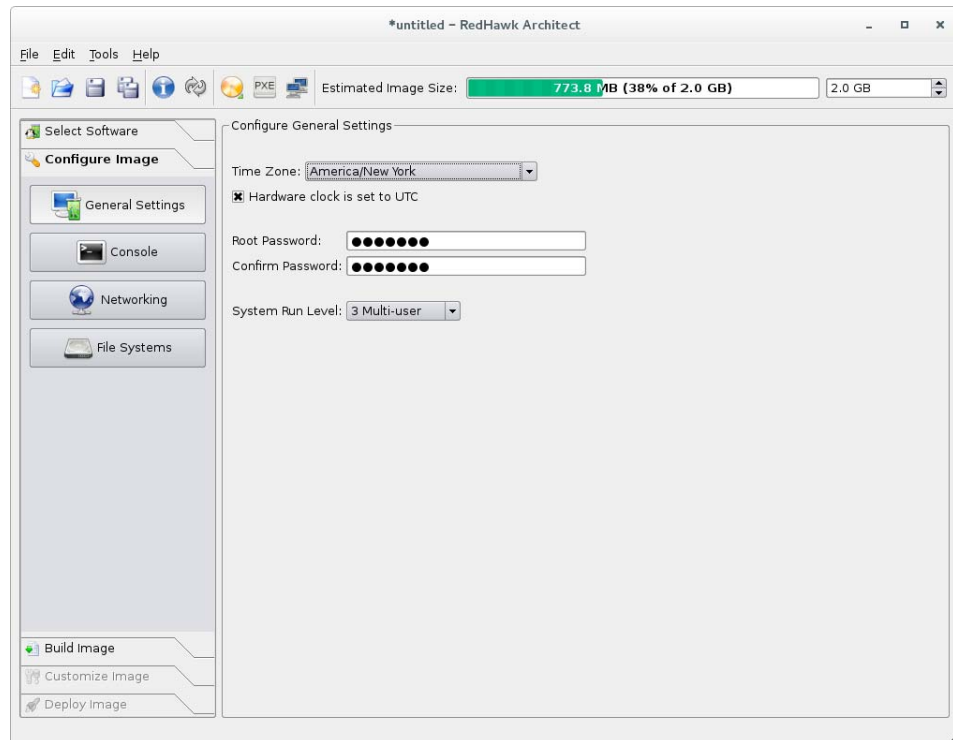 *untitled – RedHawk Architect
File Edit Tools Help
PXE Estimated Image Size: 773.8 MB (38% of 2.0 GB) 2.0 GB
Select Software
Configure Image
General Settings
Console
Networking
File Systems
Build Image
Customize Image
Deploy Image
Configure General Settings
Time Zone: America/New York
Hardware clock is set to UTC
Root Password: ●●●●●●●
Confirm Password: ●●●●●●●
System Run Level: 3 Multi-user